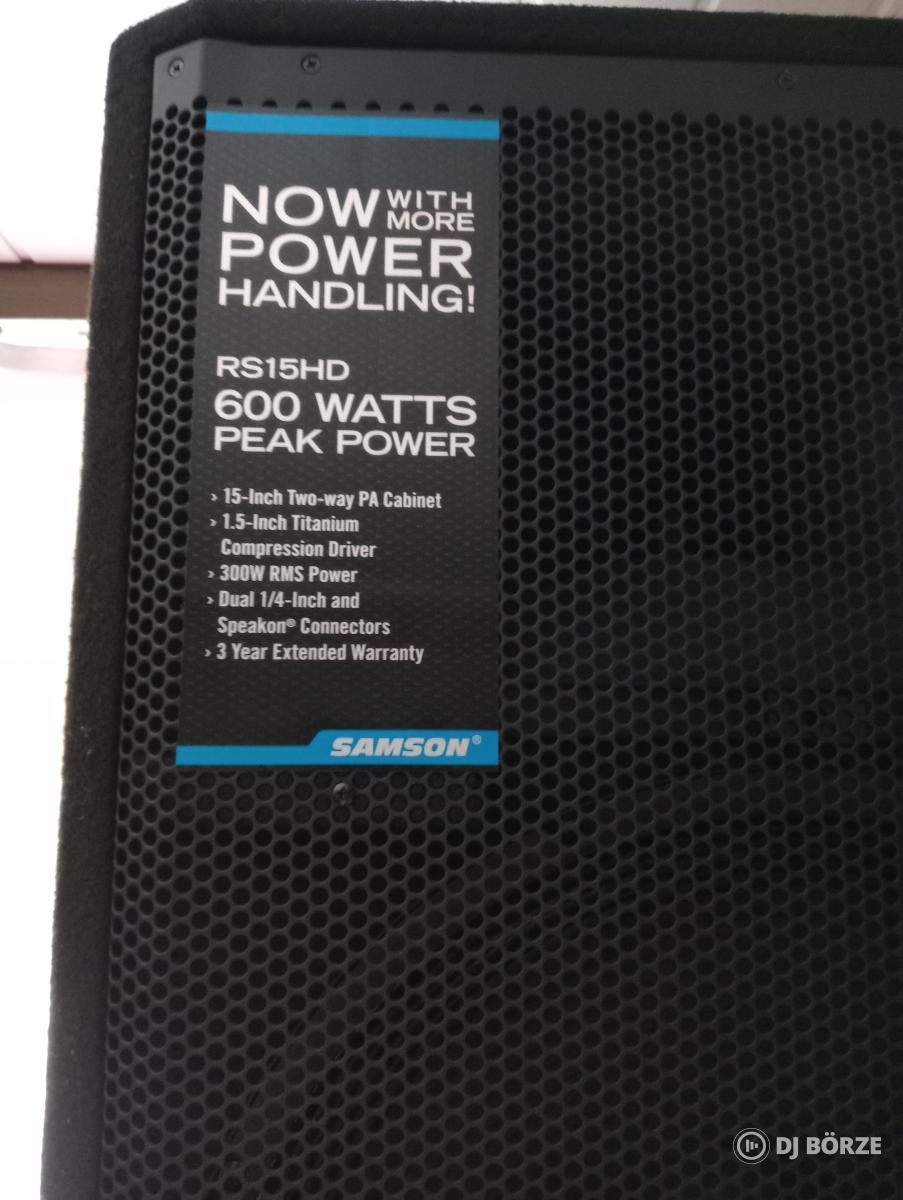 NOW WITH MORE
POWER
HANDLING!
RS15HD
600 WATTS
PEAK POWER
› 15-Inch Two-way PA Cabinet
› 1.5-Inch Titanium
Compression Driver
› 300W RMS Power
› Dual 1/4-Inch and
Speakon® Connectors
› 3 Year Extended Warranty
SAMSON®
DJ BÖRZE